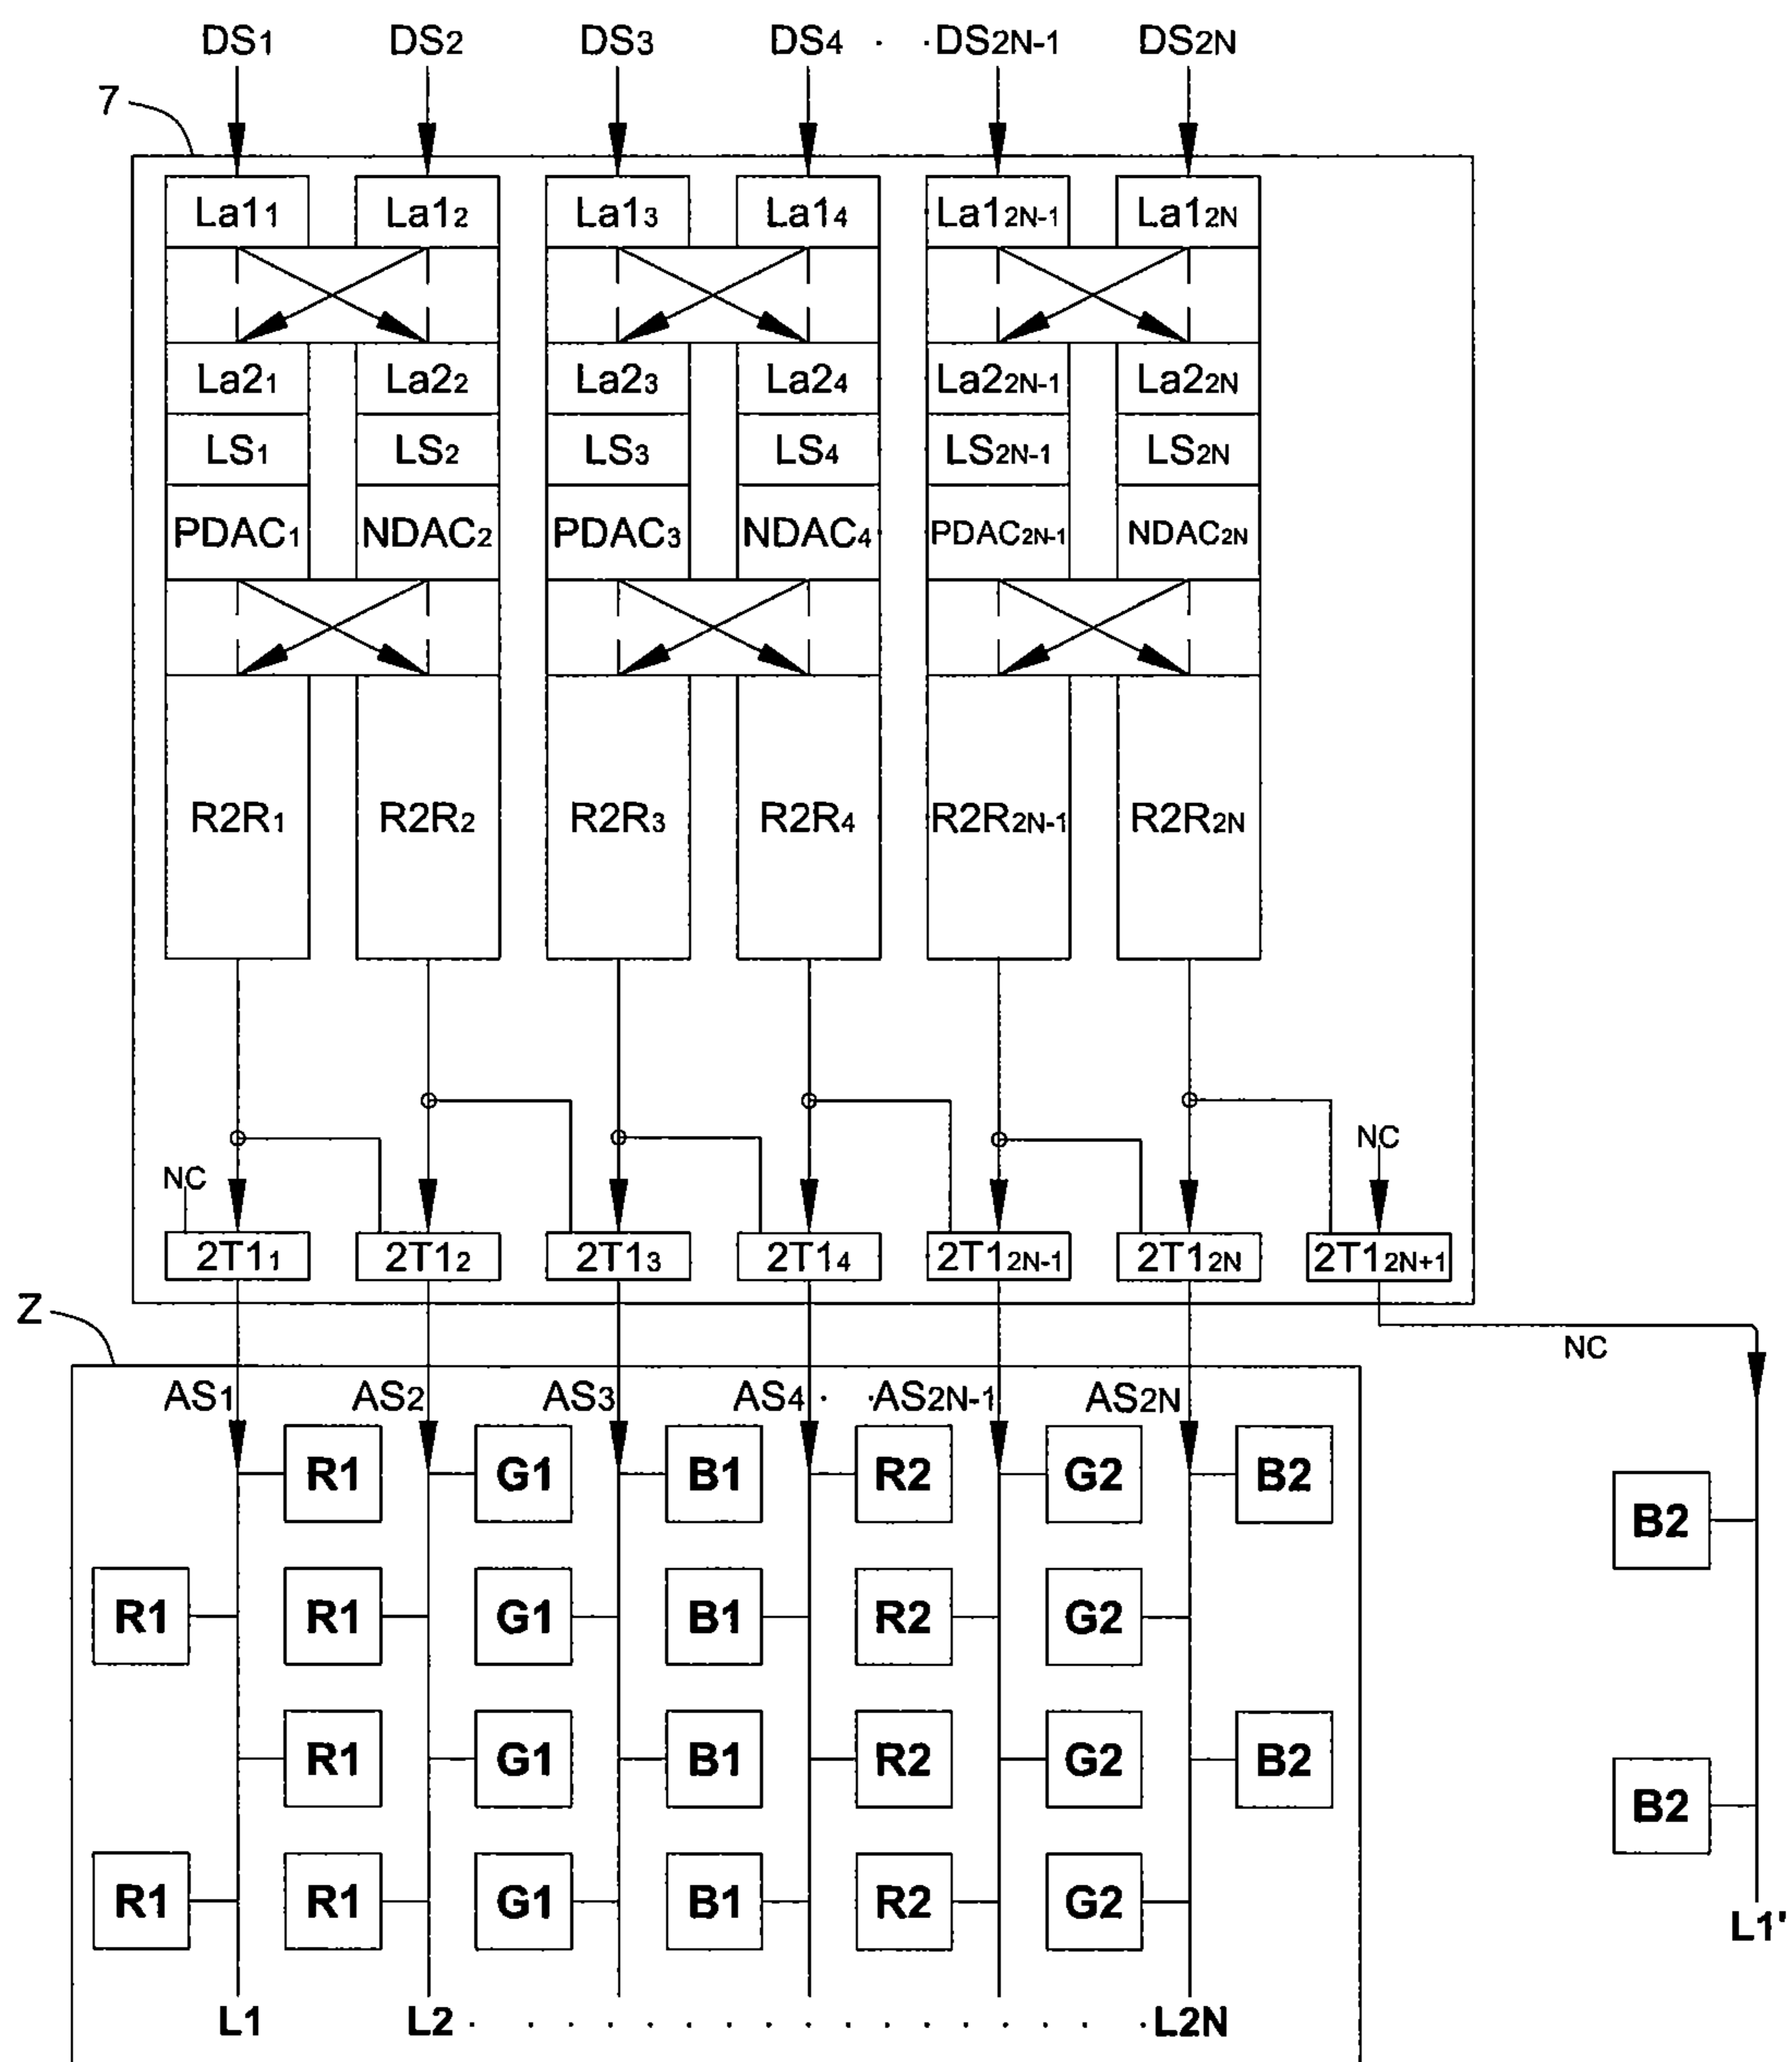 DS1 DS2 DS3 DS4 · · DS2N-1 DS2N
7
La11 La12 La13 La14 La12N-1 La12N
La21 La22 La23 La24 La22N-1 La22N
LS1 LS2 LS3 LS4 LS2N-1 LS2N
PDAC1 NDAC2 PDAC3 NDAC4 PDAC2N-1 NDAC2N
R2R1 R2R2 R2R3 R2R4 R2R2N-1 R2R2N
NC NC
2T11 2T12 2T13 2T14 2T12N-1 2T12N 2T12N+1
Z
NC
AS1 AS2 AS3 AS4 · · AS2N-1 AS2N
R1 G1 B1 R2 G2 B2
B2
R1 R1 G1 B1 R2 G2
R1 G1 B1 R2 G2 B2
B2
R1 R1 G1 B1 R2 G2
L1'
L1 L2 · · · · · · · · · · · · · · · · L2N